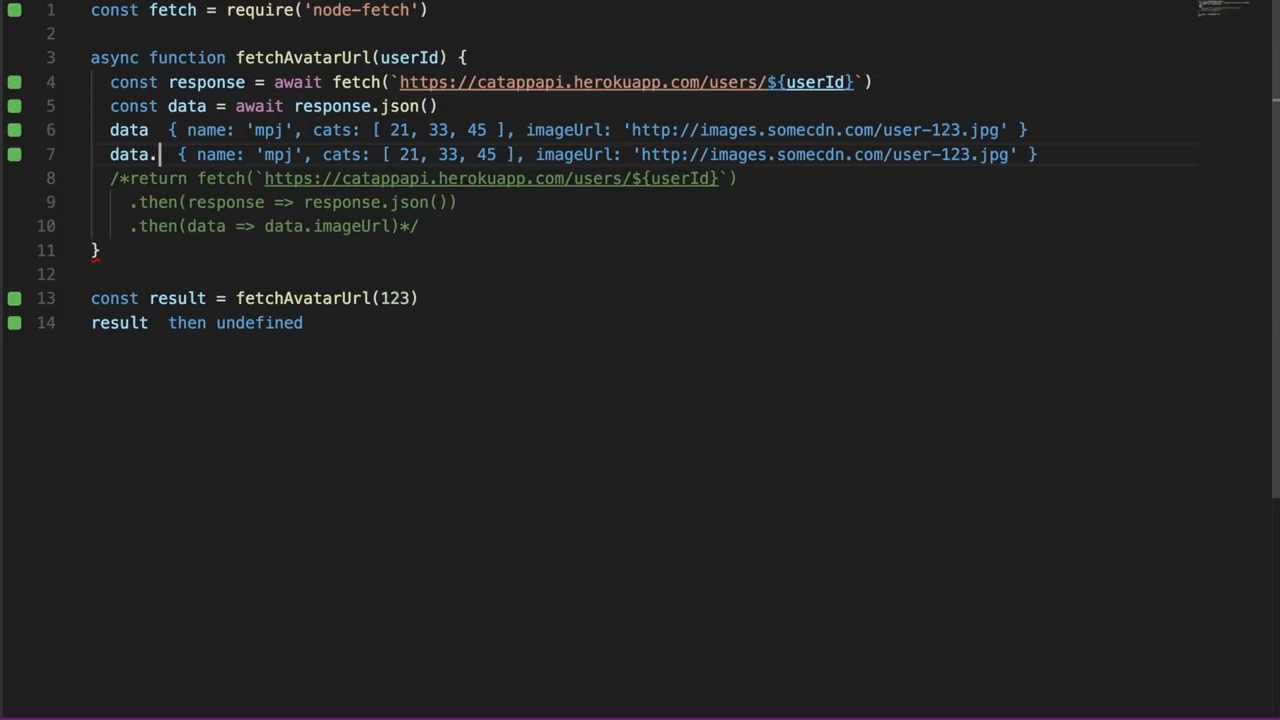 1 const fetch = require('node-fetch')
2
3 async function fetchAvatarUrl(userId) {
4 const response = await fetch(`https://catappapi.herokuapp.com/users/${userId}`)
5 const data = await response.json()
6 data { name: 'mpj', cats: [ 21, 33, 45 ], imageUrl: 'http://images.somecdn.com/user-123.jpg' }
7 data. { name: 'mpj', cats: [ 21, 33, 45 ], imageUrl: 'http://images.somecdn.com/user-123.jpg' }
8 /*return fetch(`https://catappapi.herokuapp.com/users/${userId}`)
9 .then(response => response.json())
10 .then(data => data.imageUrl)*/
11 }
12
13 const result = fetchAvatarUrl(123)
14 result then undefined